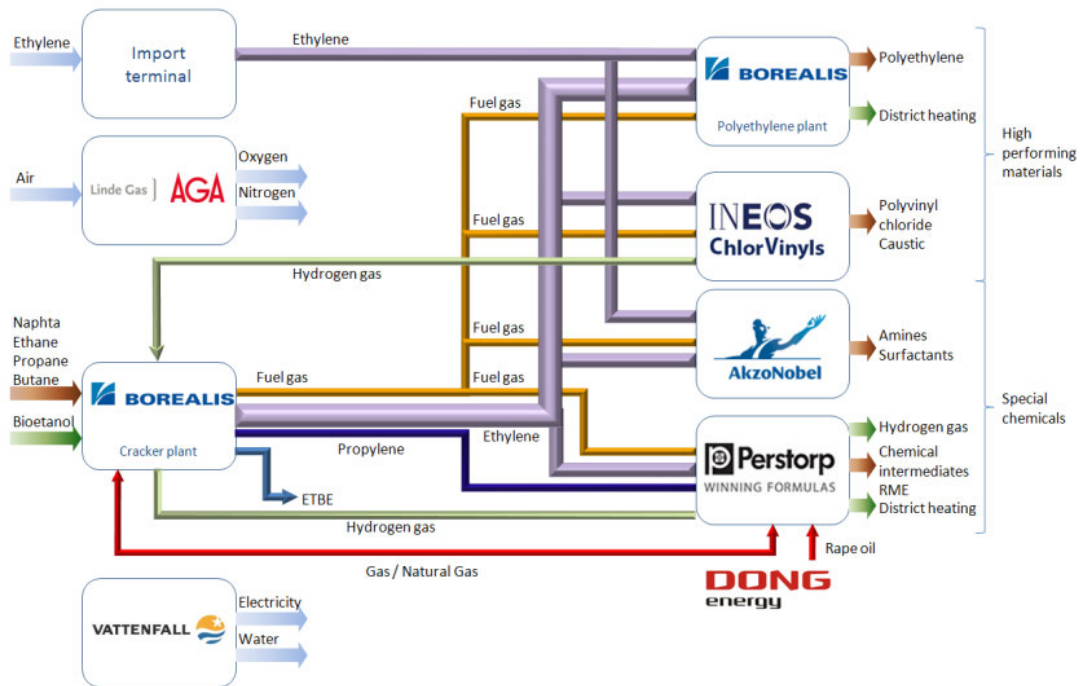 Ethylene
Import
terminal
Ethylene
BOREALIS
Polyethylene plant
Polyethylene
District heating
High
performing
materials
Air
Linde Gas
AGA
Oxygen
Nitrogen
Fuel gas
INEOS
ChlorVinyls
Polyvinyl
chloride
Caustic
Fuel gas
Hydrogen gas
Naphta
Ethane
Propane
Butane
Bioetanol
BOREALIS
Cracker plant
Fuel gas
Fuel gas
Fuel gas
AkzoNobel
Amines
Surfactants
Special
chemicals
Propylene
Ethylene
ETBE
Hydrogen gas
Perstorp
WINNING FORMULAS
Hydrogen gas
Chemical
intermediates
RME
District heating
Gas / Natural Gas
Rape oil
DONG
energy
VATTENFALL
Electricity
Water